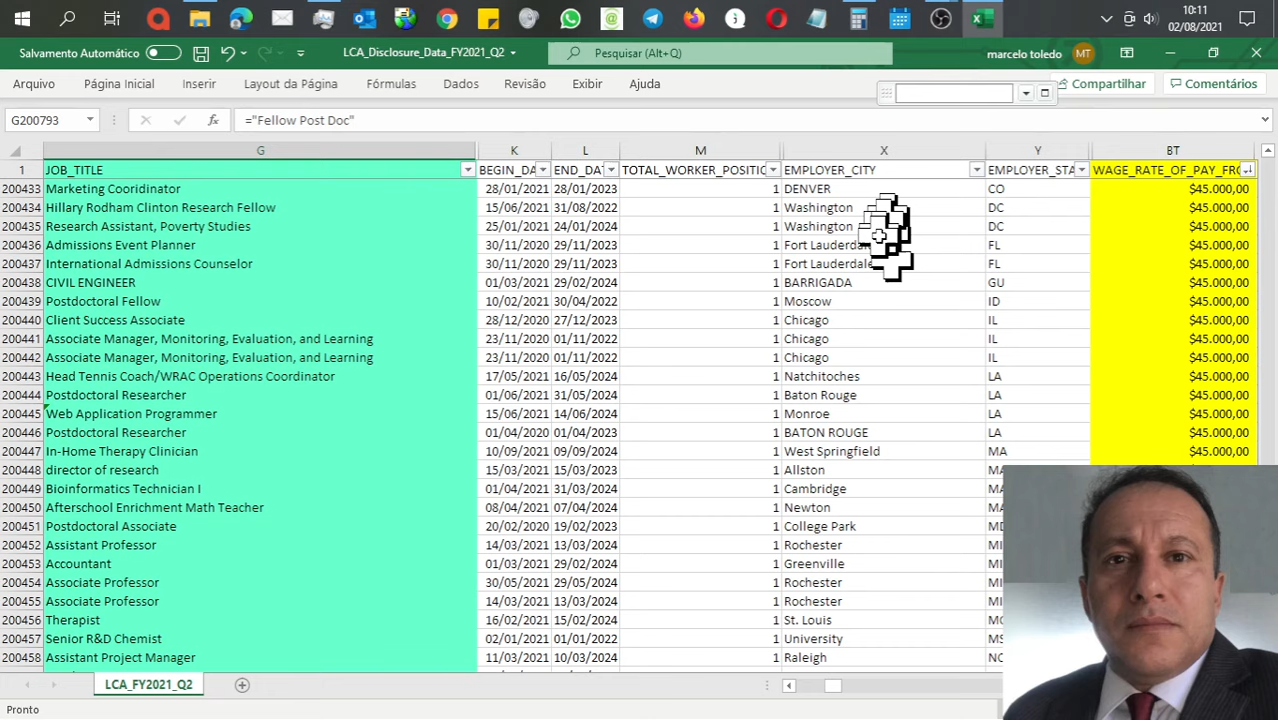 10:11
02/08/2021
Salvamento Automático
LCA_Disclosure_Data_FY2021_Q2
Pesquisar (Alt+Q)
marcelo toledo
MT
Arquivo Página Inicial Inserir Layout da Página Fórmulas Dados Revisão Exibir Ajuda
Compartilhar
Comentários
G200793 fx ="Fellow Post Doc"
G K L M X Y BT
1 JOB_TITLE BEGIN_DA END_DAT TOTAL_WORKER_POSITIO EMPLOYER_CITY EMPLOYER_STA WAGE_RATE_OF_PAY_FRO
200433 Marketing Cooridinator 28/01/2021 28/01/2023 1 DENVER CO $45.000,00
200434 Hillary Rodham Clinton Research Fellow 15/06/2021 31/08/2022 1 Washington DC $45.000,00
200435 Research Assistant, Poverty Studies 25/01/2021 24/01/2024 1 Washington DC $45.000,00
200436 Admissions Event Planner 30/11/2020 29/11/2023 1 Fort Lauderdale FL $45.000,00
200437 International Admissions Counselor 30/11/2020 29/11/2023 1 Fort Lauderdale FL $45.000,00
200438 CIVIL ENGINEER 01/03/2021 29/02/2024 1 BARRIGADA GU $45.000,00
200439 Postdoctoral Fellow 10/02/2021 30/04/2022 1 Moscow ID $45.000,00
200440 Client Success Associate 28/12/2020 27/12/2023 1 Chicago IL $45.000,00
200441 Associate Manager, Monitoring, Evaluation, and Learning 23/11/2020 01/11/2022 1 Chicago IL $45.000,00
200442 Associate Manager, Monitoring, Evaluation, and Learning 23/11/2020 01/11/2022 1 Chicago IL $45.000,00
200443 Head Tennis Coach/WRAC Operations Coordinator 17/05/2021 16/05/2024 1 Natchitoches LA $45.000,00
200444 Postdoctoral Researcher 01/06/2021 31/05/2024 1 Baton Rouge LA $45.000,00
200445 Web Application Programmer 15/06/2021 14/06/2024 1 Monroe LA $45.000,00
200446 Postdoctoral Researcher 01/04/2020 01/04/2021 1 BATON ROUGE LA $45.000,00
200447 In-Home Therapy Clinician 10/09/2021 09/09/2024 1 West Springfield MA $45.000,00
200448 director of research 15/03/2021 15/03/2023 1 Allston
200449 Bioinformatics Technician I 01/04/2021 31/03/2024 1 Cambridge
200450 Afterschool Enrichment Math Teacher 08/04/2021 07/04/2024 1 Newton
200451 Postdoctoral Associate 20/02/2020 19/02/2023 1 College Park
200452 Assistant Professor 14/03/2021 13/03/2024 1 Rochester
200453 Accountant 01/03/2021 29/02/2024 1 Greenville
200454 Associate Professor 30/05/2021 29/05/2024 1 Rochester
200455 Associate Professor 14/03/2021 13/03/2024 1 Rochester
200456 Therapist 16/02/2021 15/02/2024 1 St. Louis
200457 Senior R&D Chemist 02/01/2021 01/01/2022 1 University
200458 Assistant Project Manager 11/03/2021 10/03/2024 1 Raleigh
LCA_FY2021_Q2
Pronto